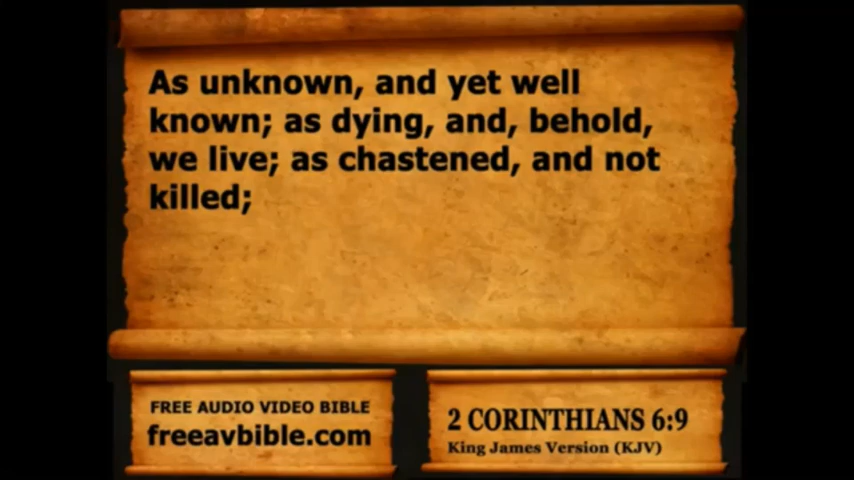 As unknown, and yet well
known; as dying, and, behold,
we live; as chastened, and not
killed;
FREE AUDIO VIDEO BIBLE
freeavbible.com
2 CORINTHIANS 6:9
King James Version (KJV)